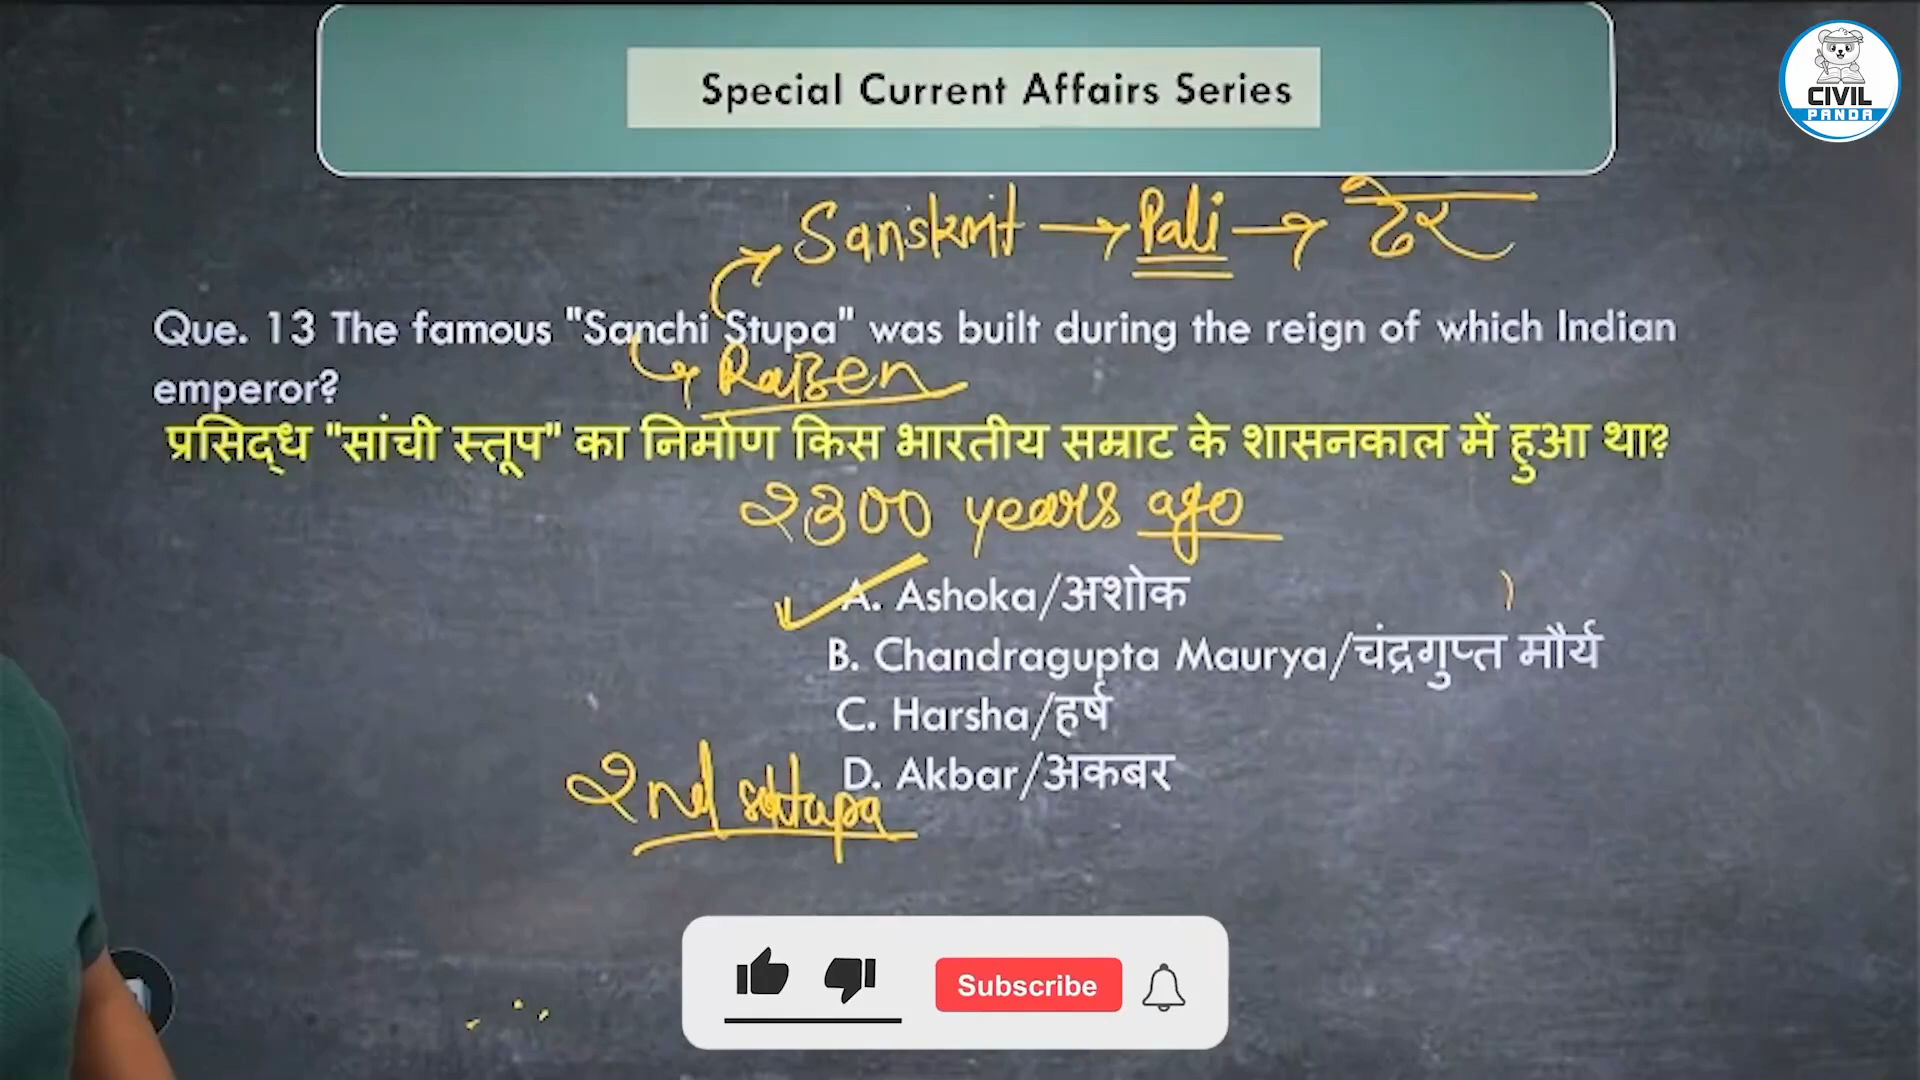 Special Current Affairs Series
CIVIL
PANDA
Sanskrit → Pali → ढेर
Que. 13 The famous "Sanchi Stupa" was built during the reign of which Indian
emperor?
Raisen
प्रसिद्ध "सांची स्तूप" का निर्माण किस भारतीय सम्राट के शासनकाल में हुआ था?
2300 years ago
A. Ashoka/अशोक
B. Chandragupta Maurya/चंद्रगुप्त मौर्य
C. Harsha/हर्ष
D. Akbar/अकबर
2nd sttupa
Subscribe